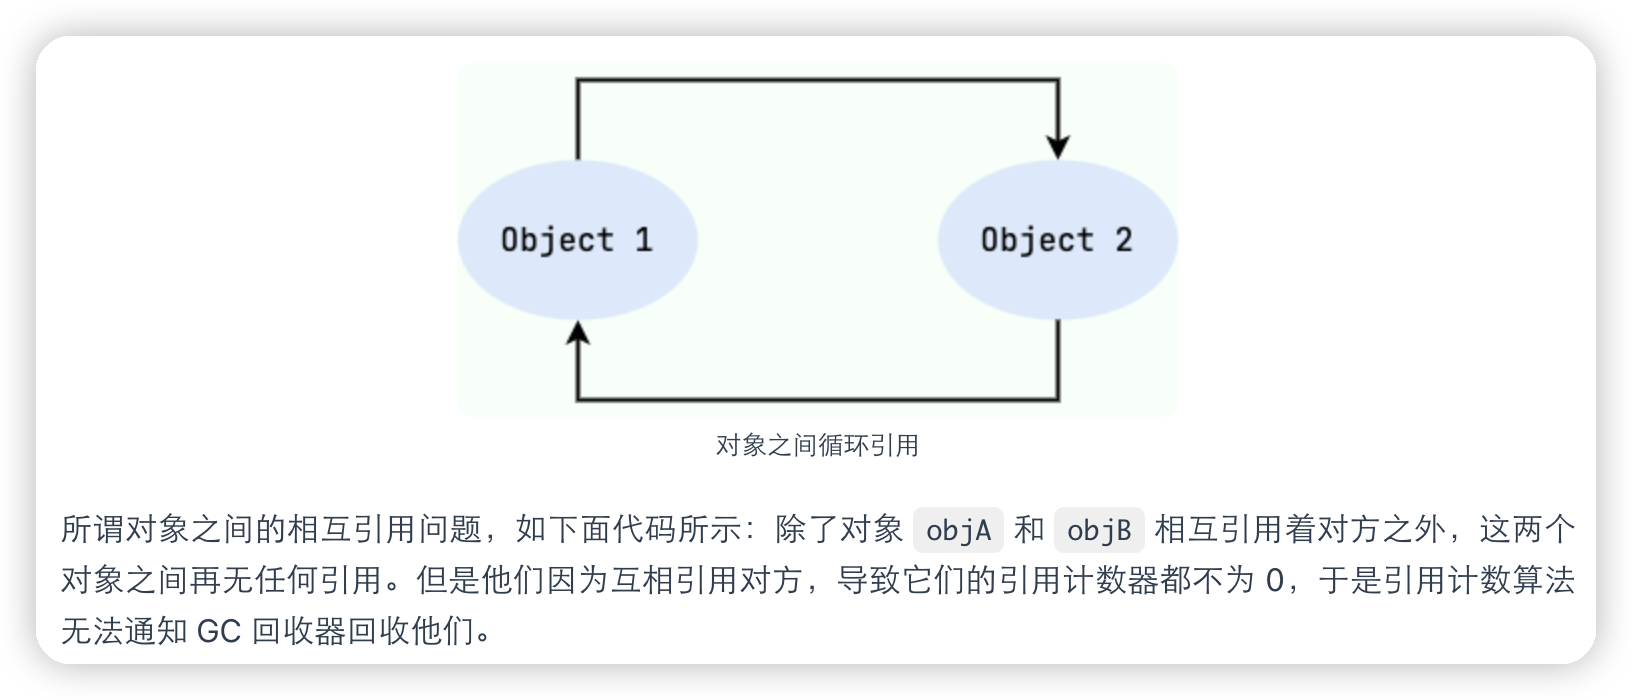 Object 1
Object 2
对象之间循环引用
所谓对象之间的相互引用问题，如下面代码所示：除了对象 objA 和 objB 相互引用着对方之外，这两个
对象之间再无任何引用。但是他们因为互相引用对方，导致它们的引用计数器都不为 0，于是引用计数算法
无法通知 GC 回收器回收他们。